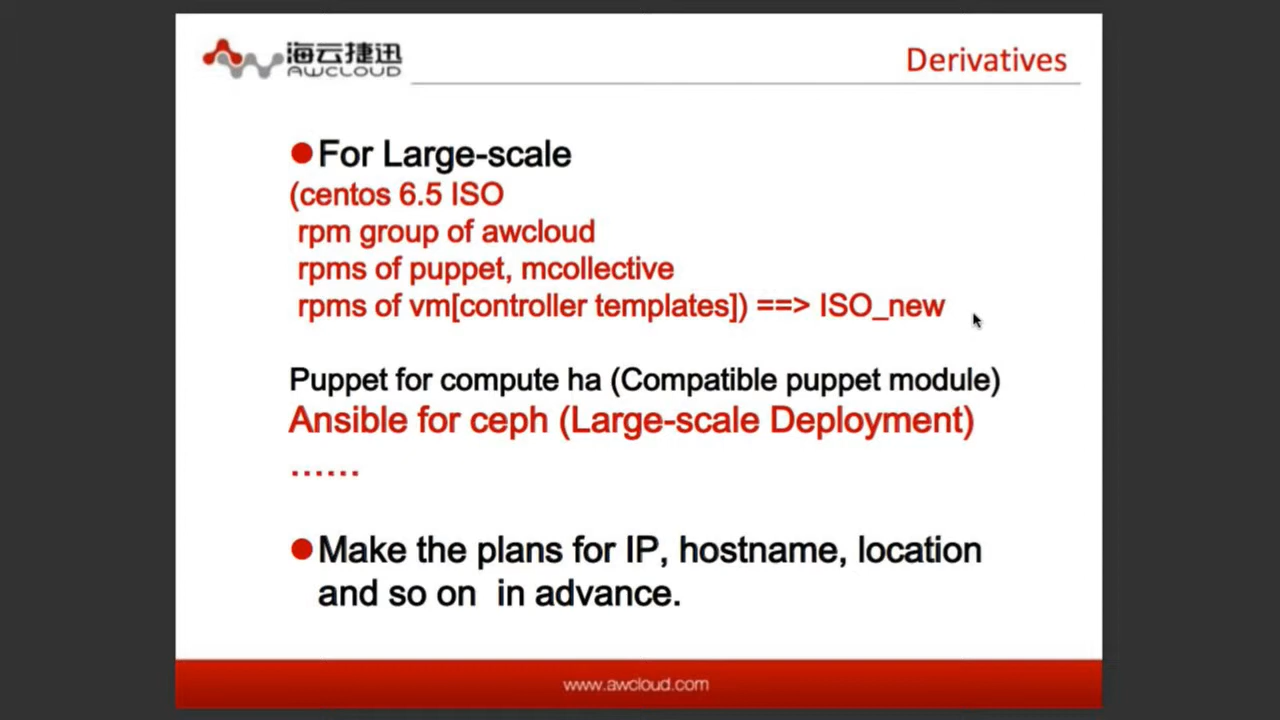 海云捷迅
AWCLOUD
Derivatives
For Large-scale
(centos 6.5 ISO
rpm group of awcloud
rpms of puppet, mcollective
rpms of vm[controller templates]) ==> ISO_new
Puppet for compute ha (Compatible puppet module)
Ansible for ceph (Large-scale Deployment)
......
Make the plans for IP, hostname, location
and so on in advance.
www.awcloud.com